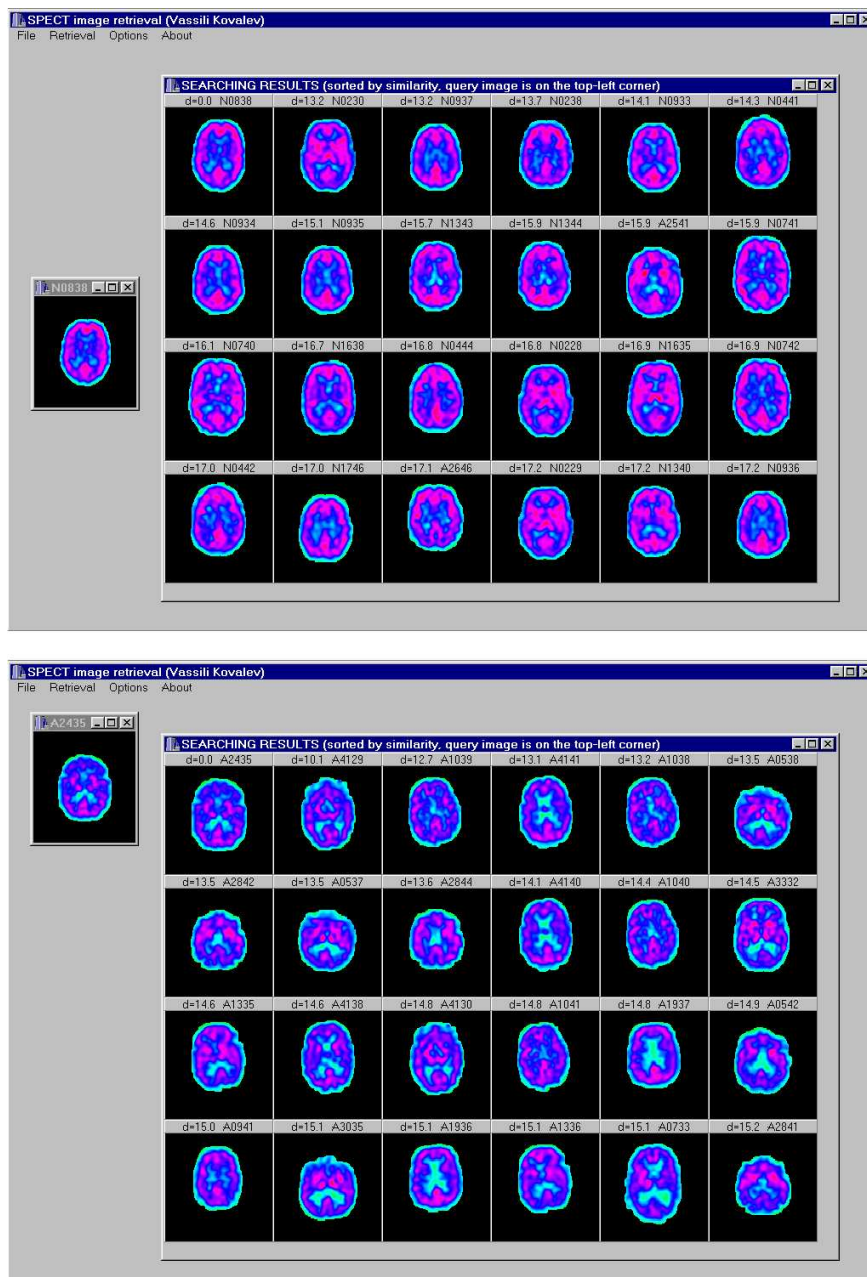 SPECT image retrieval (Vassili Kovalev)
File Retrieval Options About
SEARCHING RESULTS (sorted by similarity, query image is on the top-left corner)
d=0.0 N0838 d=13.2 N0230 d=13.2 N0937 d=13.7 N0238 d=14.1 N0933 d=14.3 N0441
d=14.6 N0934 d=15.1 N0935 d=15.7 N1343 d=15.9 N1344 d=15.9 A2541 d=15.9 N0741
N0838
d=16.1 N0740 d=16.7 N1638 d=16.8 N0444 d=16.8 N0228 d=16.9 N1635 d=16.9 N0742
d=17.0 N0442 d=17.0 N1746 d=17.1 A2646 d=17.2 N0229 d=17.2 N1340 d=17.2 N0936
SPECT image retrieval (Vassili Kovalev)
File Retrieval Options About
A2435
SEARCHING RESULTS (sorted by similarity, query image is on the top-left corner)
d=0.0 A2435 d=10.1 A4129 d=12.7 A1039 d=13.1 A4141 d=13.2 A1038 d=13.5 A0538
d=13.5 A2842 d=13.5 A0537 d=13.6 A2844 d=14.1 A4140 d=14.4 A1040 d=14.5 A3332
d=14.6 A1335 d=14.6 A4138 d=14.8 A4130 d=14.8 A1041 d=14.8 A1937 d=14.9 A0542
d=15.0 A0941 d=15.1 A3035 d=15.1 A1936 d=15.1 A1336 d=15.1 A0733 d=15.2 A2841